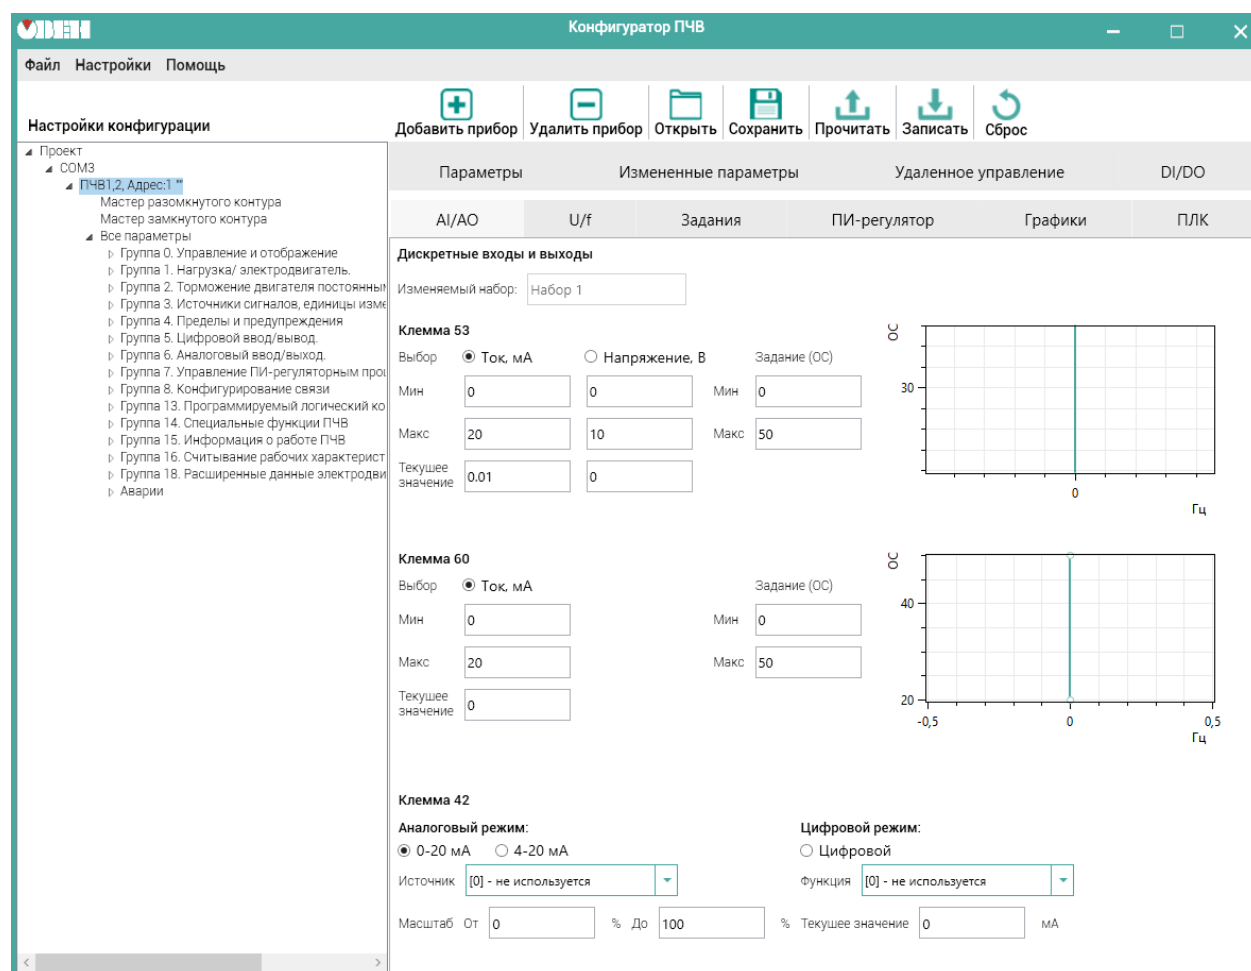 ОВЕН
Конфигуратор ПЧВ
Файл Настройки Помощь
Настройки конфигурации
Добавить прибор Удалить прибор Открыть Сохранить Прочитать Записать Сброс
Проект
COM3
ПЧВ1,2, Адрес:1 ""
Мастер разомкнутого контура
Мастер замкнутого контура
Все параметры
Группа 0. Управление и отображение
Группа 1. Нагрузка/ электродвигатель.
Группа 2. Торможение двигателя постоянны
Группа 3. Источники сигналов, единицы изме
Группа 4. Пределы и предупреждения
Группа 5. Цифровой ввод/вывод.
Группа 6. Аналоговый ввод/выход.
Группа 7. Управление ПИ-регуляторным про
Группа 8. Конфигурирование связи
Группа 13. Программируемый логический ко
Группа 14. Специальные функции ПЧВ
Группа 15. Информация о работе ПЧВ
Группа 16. Считывание рабочих характерист
Группа 18. Расширенные данные электродви
Аварии
Параметры Измененные параметры Удаленное управление DI/DO
AI/AO U/f Задания ПИ-регулятор Графики ПЛК
Дискретные входы и выходы
Изменяемый набор: Набор 1
Клемма 53
Выбор Ток, мА Напряжение, В Задание (ОС)
Мин 0 0 Мин 0
Макс 20 10 Макс 50
Текущее значение 0.01 0
ОС
30
0
Гц
Клемма 60
Выбор Ток, мА Задание (ОС)
Мин 0 Мин 0
Макс 20 Макс 50
Текущее значение 0
ОС
40
20
-0,5 0 0,5
Гц
Клемма 42
Аналоговый режим: Цифровой режим:
0-20 мА 4-20 мА Цифровой
Источник [0] - не используется Функция [0] - не используется
Масштаб От 0 % До 100 % Текущее значение 0 мА